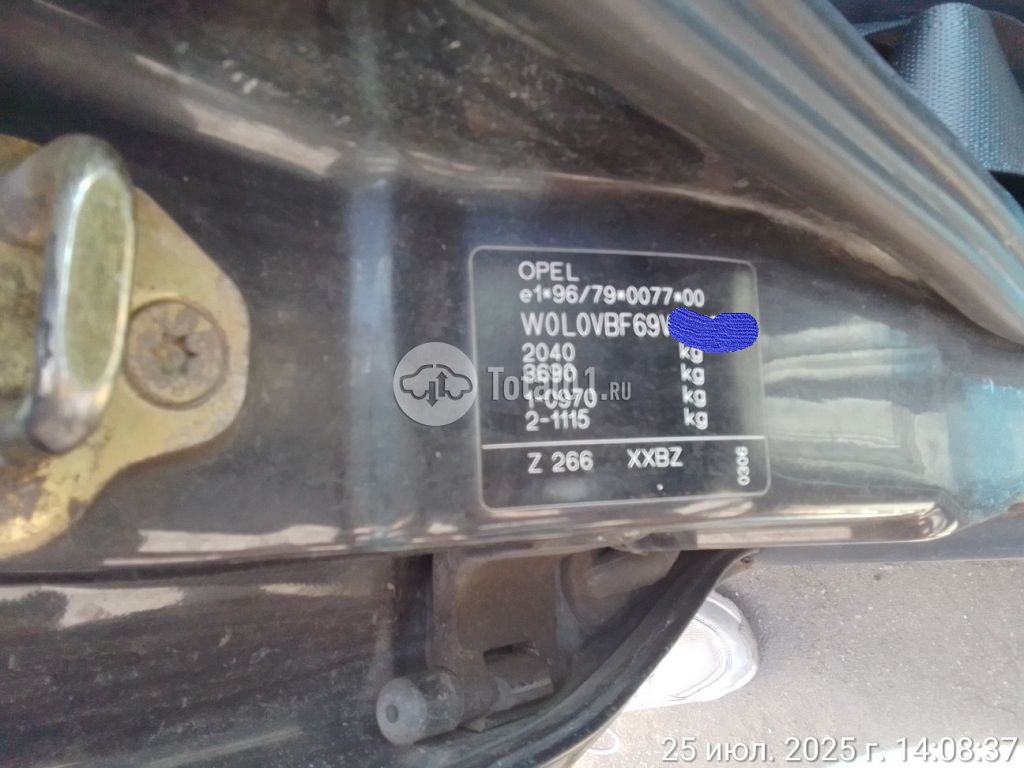 OPEL
e1*96/79*0077*00
W0L0VBF69V
2040 kg
3690 kg
1-0970 kg
2-1115 kg
Z 266 XXBZ
0306
.RU
25 июл. 2025 г. 14:08:37